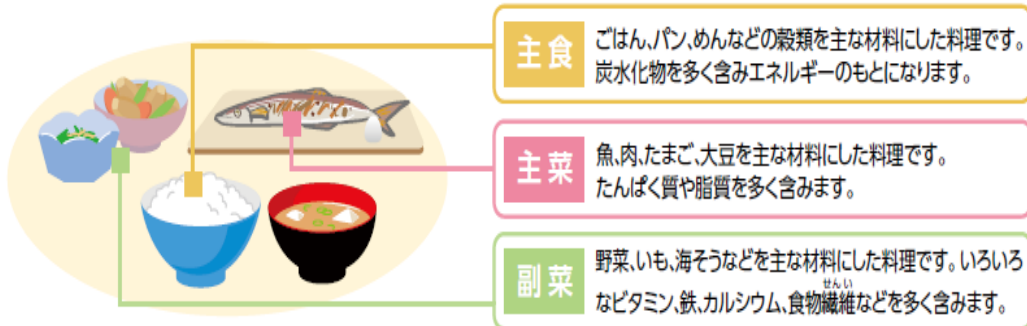 主食
ごはん、パン、めんなどの穀類を主な材料にした料理です。
炭水化物を多く含みエネルギーのもとになります。
主菜
魚、肉、たまご、大豆を主な材料にした料理です。
たんぱく質や脂質を多く含みます。
副菜
野菜、いも、海そうなどを主な材料にした料理です。いろいろ
せんい
なビタミン、鉄、カルシウム、食物繊維などを多く含みます。